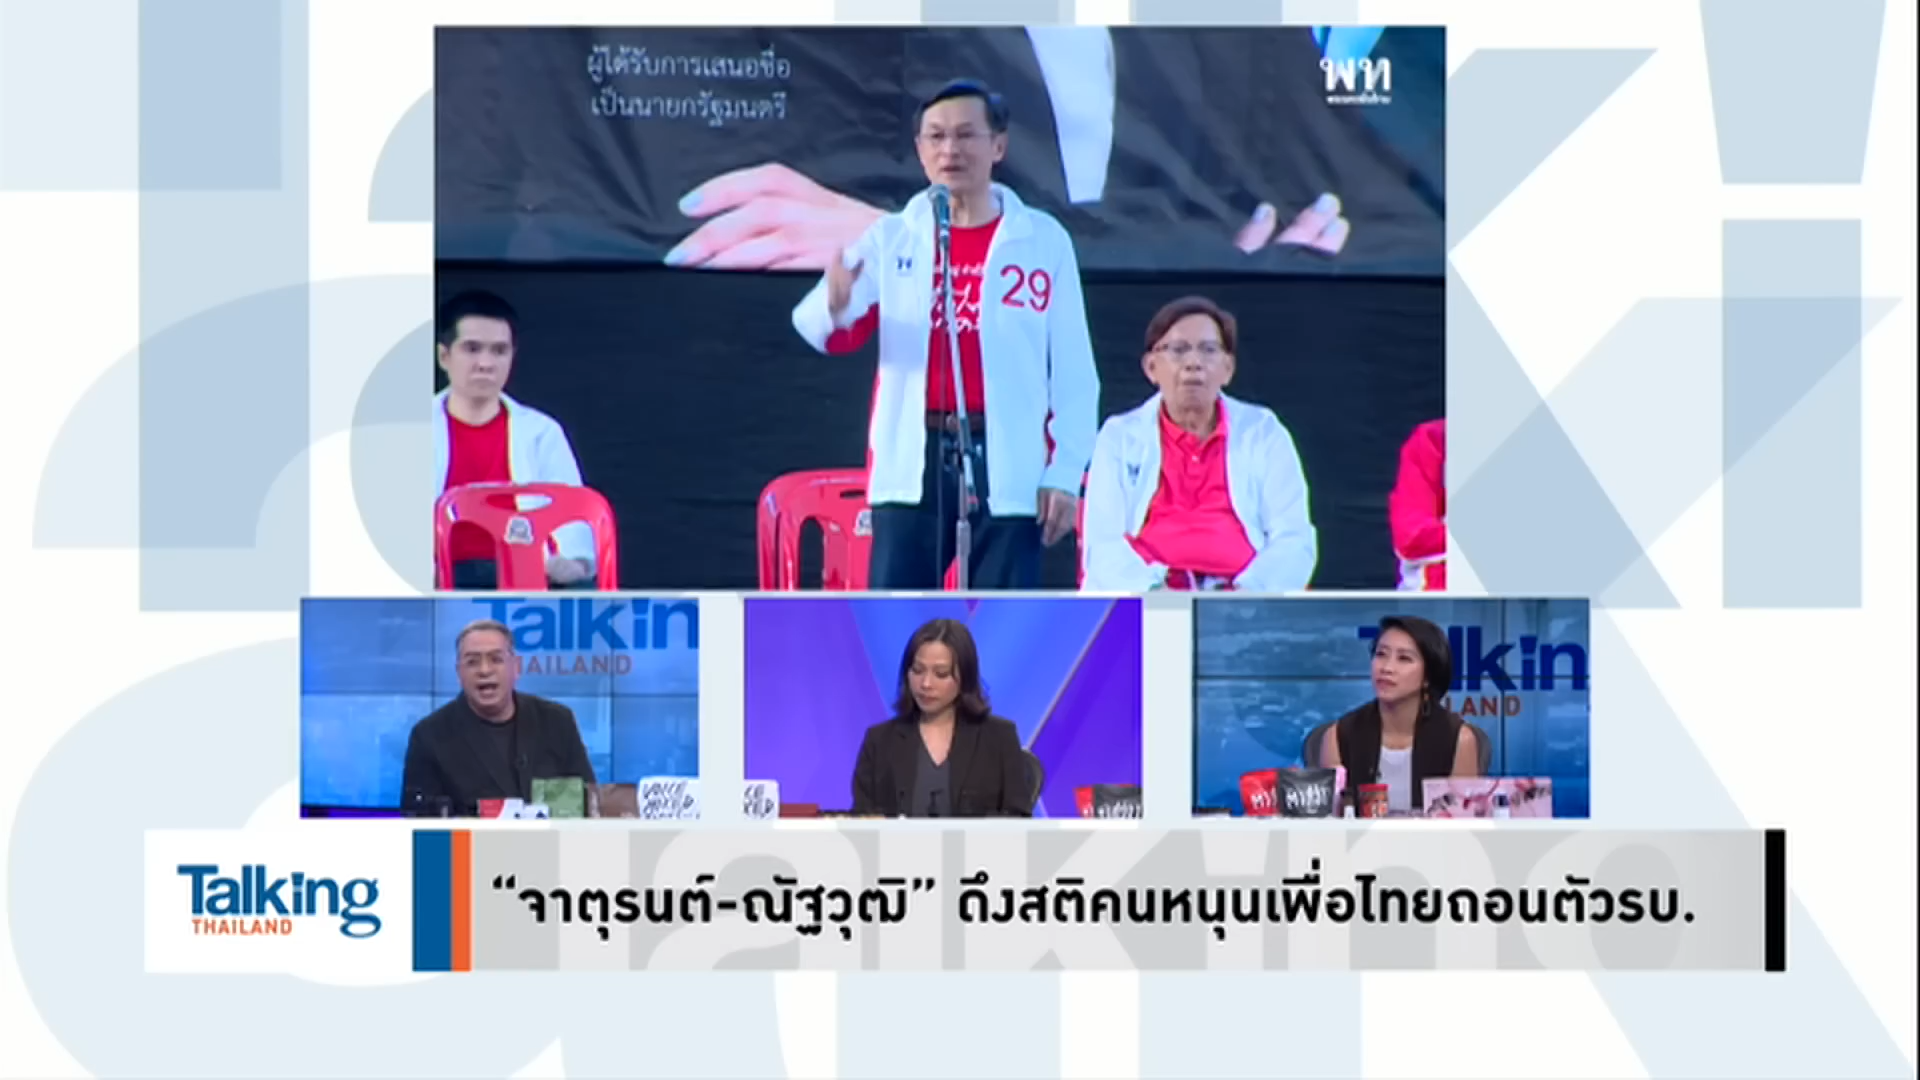 ผู้ได้รับการเสนอชื่อ
เป็นนายกรัฐมนตรี
พท
29
Talking
THAILAND
Talkin
LAND
VOICE
Talking
THAILAND
“จาตุรนต์-ณัฐวุฒิ” ดึงสติคนหนุนเพื่อไทยถอนตัวรบ.